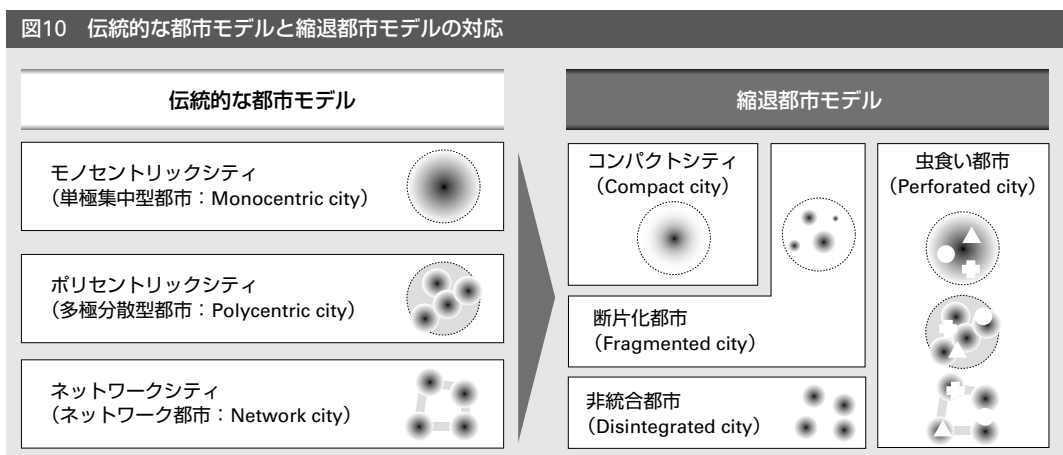 図10　伝統的な都市モデルと縮退都市モデルの対応
伝統的な都市モデル
モノセントリックシティ
（単極集中型都市：Monocentric city）
ポリセントリックシティ
（多極分散型都市：Polycentric city）
ネットワークシティ
（ネットワーク都市：Network city）
縮退都市モデル
コンパクトシティ
（Compact city）
断片化都市
（Fragmented city）
非統合都市
（Disintegrated city）
虫食い都市
（Perforated city）